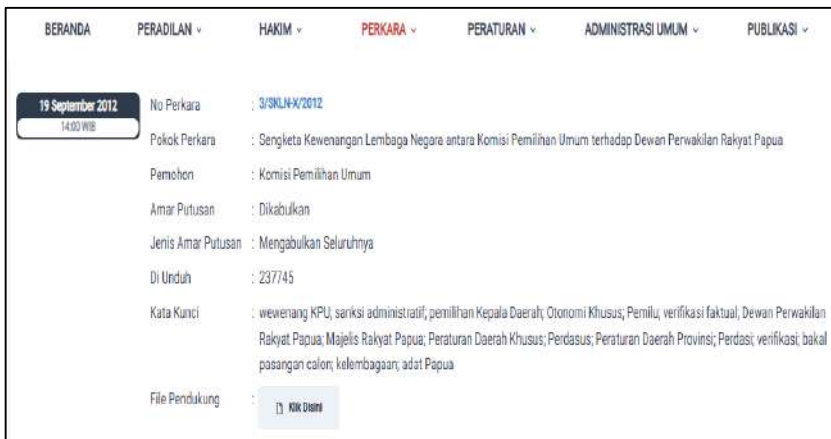 BERANDA PERADILAN HAKIM PERKARA PERATURAN ADMINISTRASI UMUM PUBLIKASI
19 September 2012
14:00 WIB
No Perkara : 3/SKLN-X/2012
Pokok Perkara : Sengketa Kewenangan Lembaga Negara antara Komisi Pemilihan Umum terhadap Dewan Perwakilan Rakyat Papua
Pemohon : Komisi Pemilihan Umum
Amar Putusan : Dikabulkan
Jenis Amar Putusan : Mengabulkan Seluruhnya
Di Unduh : 237745
Kata Kunci : wewenang KPU; sanksi administratif; pemilihan Kepala Daerah; Otonomi Khusus; Pemilu; verifikasi faktual; Dewan Perwakilan
Rakyat Papua; Majelis Rakyat Papua; Peraturan Daerah Khusus; Perdasus; Peraturan Daerah Provinsi; Perdasi; verifikasi; bakal
pasangan calon; kelembagaan; adat Papua
File Pendukung : Klik Disini